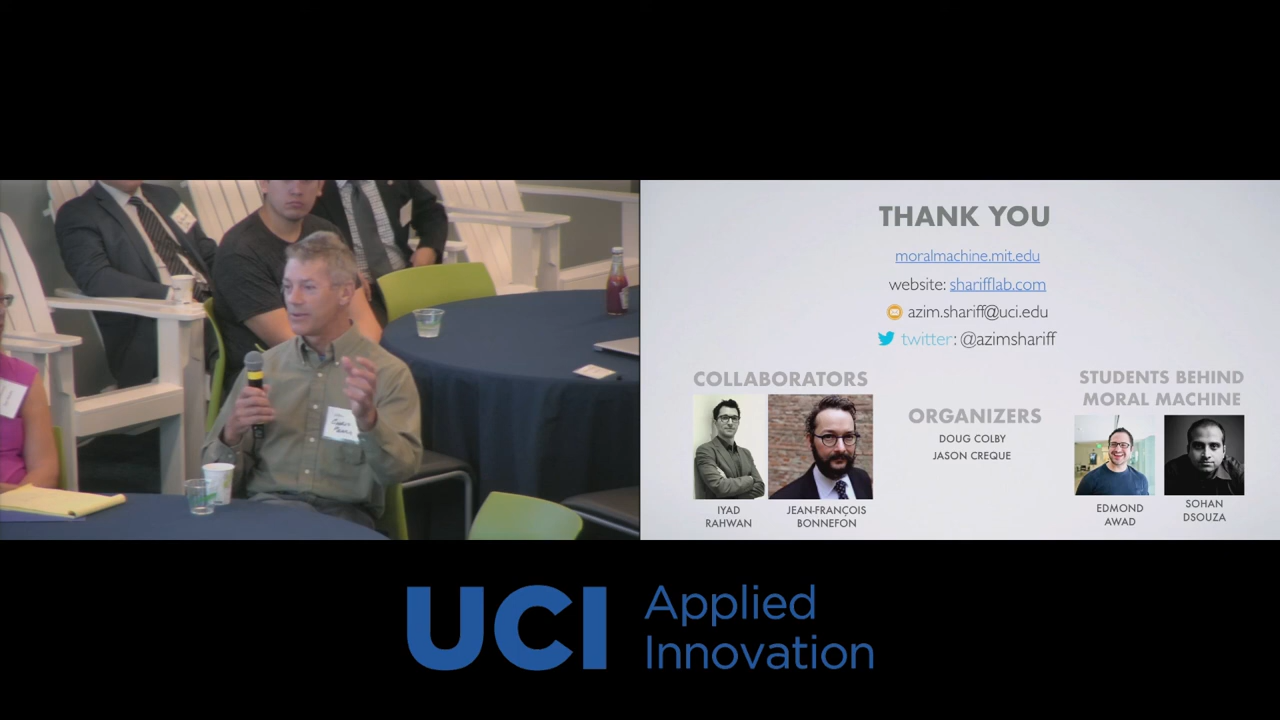 THANK YOU
moralmachine.mit.edu
website: sharifflab.com
azim.shariff@uci.edu
twitter: @azimshariff
COLLABORATORS
IYAD
RAHWAN
JEAN-FRANÇOIS
BONNEFON
ORGANIZERS
DOUG COLBY
JASON CREQUE
STUDENTS BEHIND
MORAL MACHINE
EDMOND
AWAD
SOHAN
DSOUZA
UCI
Applied
Innovation